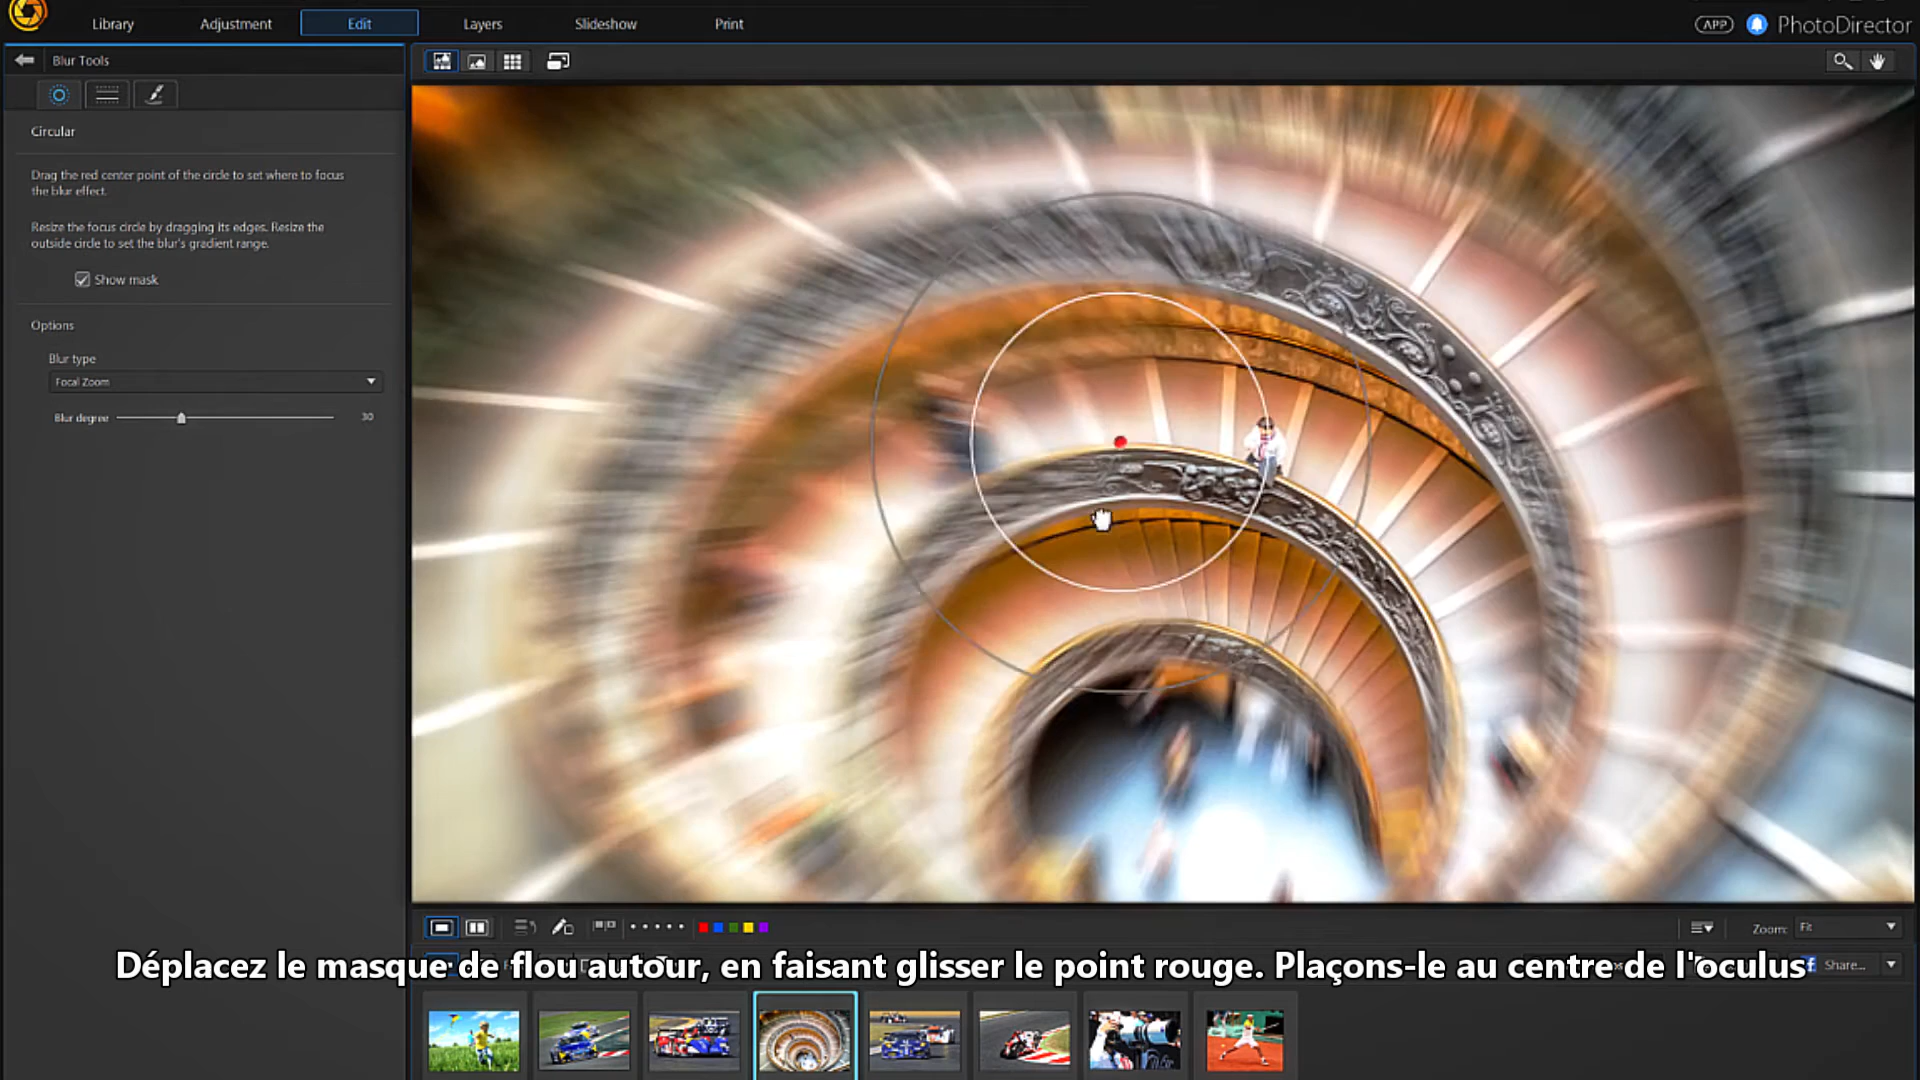 Library Adjustment Edit Layers Slideshow Print
APP PhotoDirector
Blur Tools
Circular
Drag the red center point of the circle to set where to focus
the blur effect.
Resize the focus circle by dragging its edges. Resize the
outside circle to set the blur's gradient range.
Show mask
Options
Blur type
Focal Zoom
Blur degree 30
Zoom: Fit
Déplacez le masque de flou autour, en faisant glisser le point rouge. Plaçons-le au centre de l'oculus
Share...